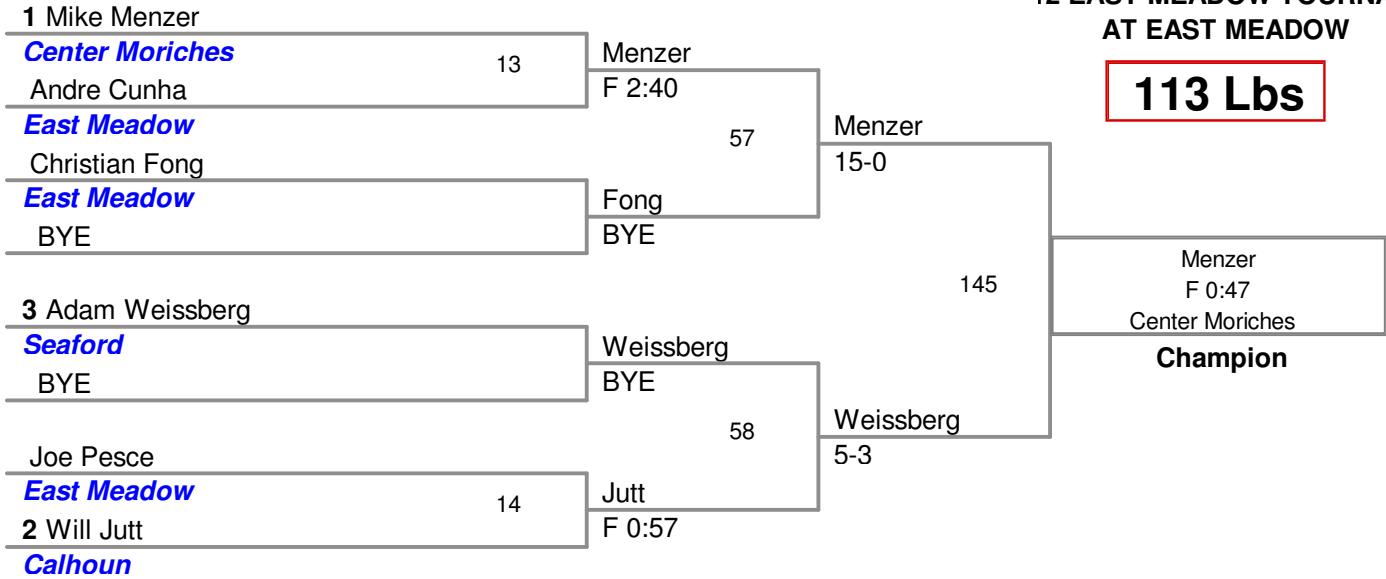 12 EAST MEADOW
AT EAST MEADOW
113 Lbs
1 Mike Menzer
Center Moriches
13
Andre Cunha
East Meadow
Menzer
F 2:40
57
Christian Fong
East Meadow
BYE
Fong
BYE
Menzer
15-0
145
3 Adam Weissberg
Seaford
BYE
Weissberg
BYE
58
Joe Pesce
East Meadow
14
2 Will Jutt
Calhoun
Jutt
F 0:57
Weissberg
5-3
Menzer
F 0:47
Center Moriches
Champion